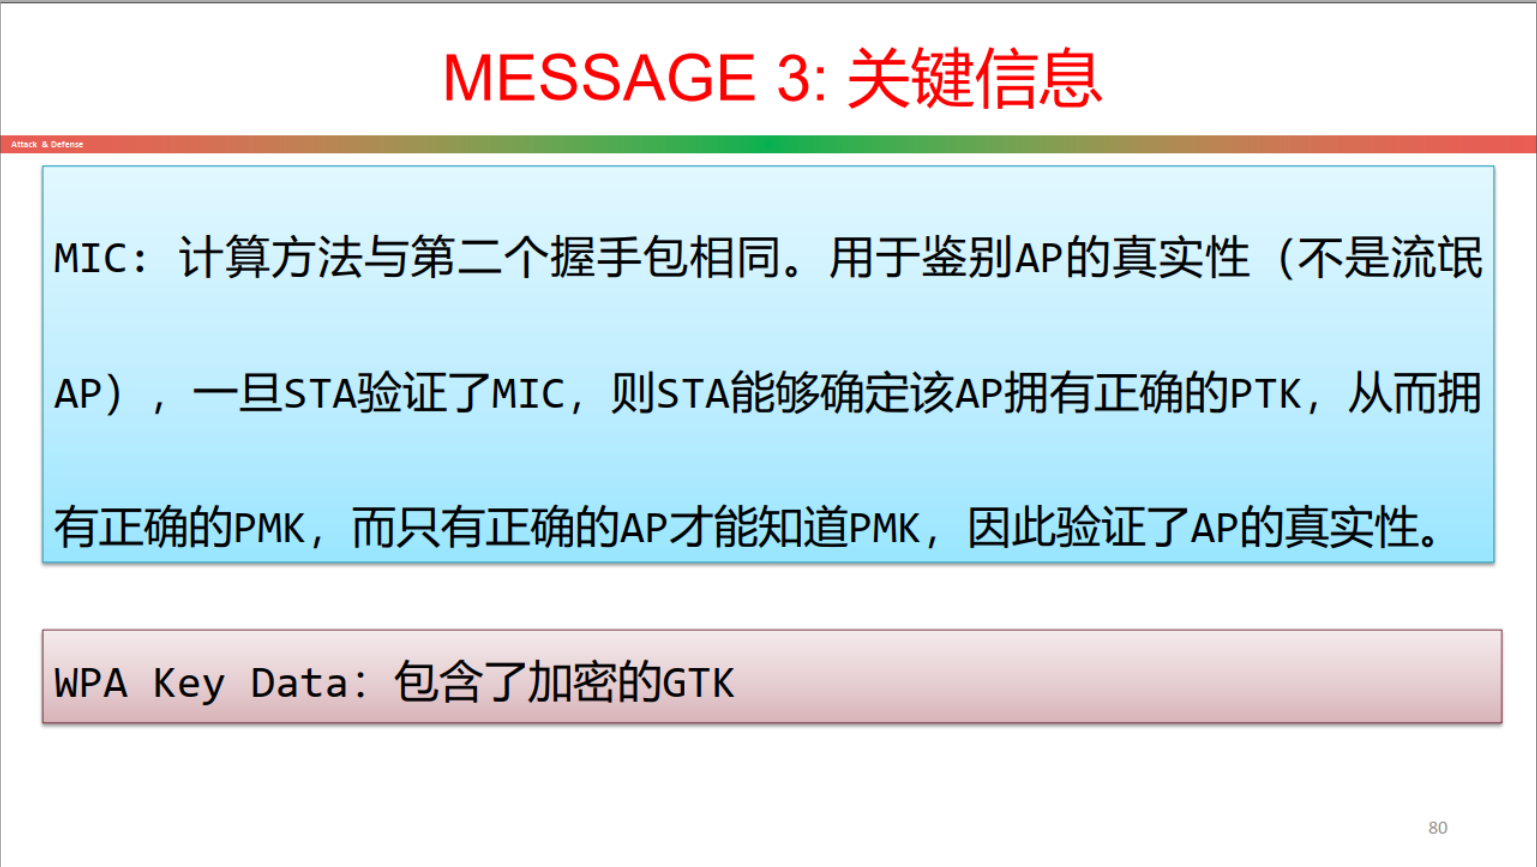 MESSAGE 3: 关键信息
Attack & Defense
MIC: 计算方法与第二个握手包相同。用于鉴别AP的真实性（不是流氓
AP），一旦STA验证了MIC，则STA能够确定该AP拥有正确的PTK，从而拥
有正确的PMK，而只有正确的AP才能知道PMK，因此验证了AP的真实性。
WPA Key Data：包含了加密的GTK
80